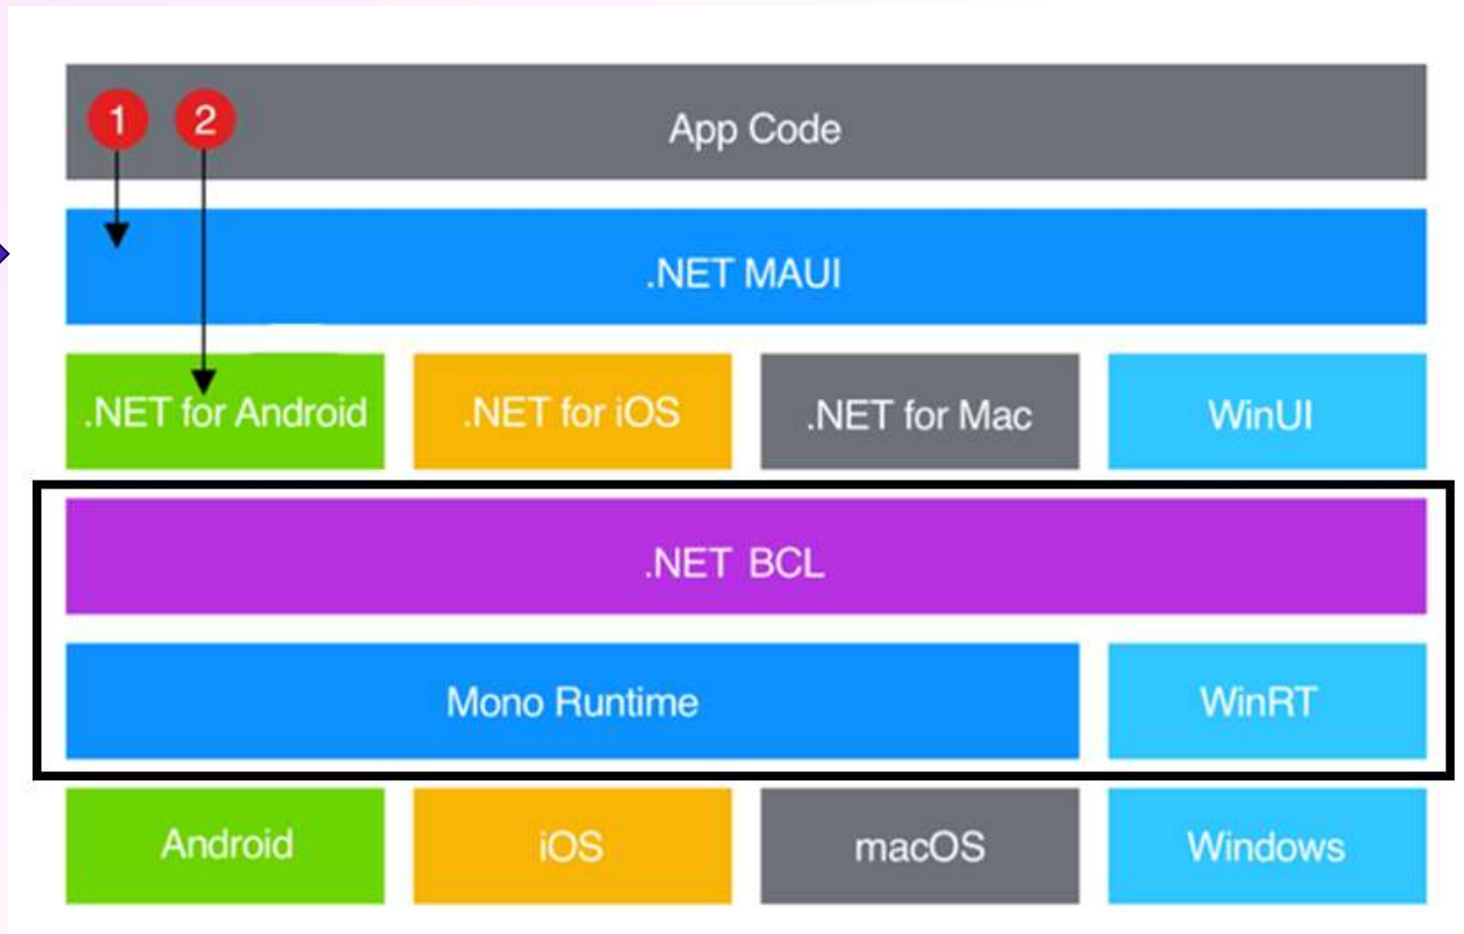 1 2 App Code
.NET MAUI
.NET for Android .NET for iOS .NET for Mac WinUI
.NET BCL
Mono Runtime WinRT
Android iOS macOS Windows